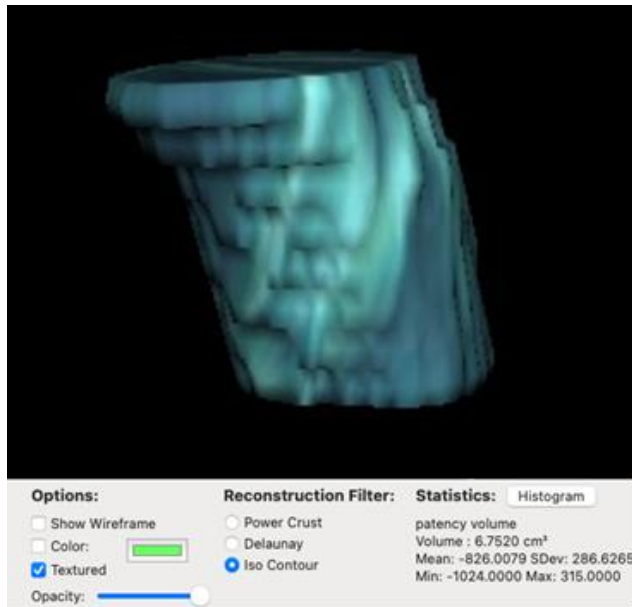 Options:
Show Wireframe
Color:
Textured
Opacity:
Reconstruction Filter:
Power Crust
Delaunay
Iso Contour
Statistics: Histogram
patency volume
Volume : 6.7520 cm³
Mean: -826.0079 SDev: 286.6265
Min: -1024.0000 Max: 315.0000